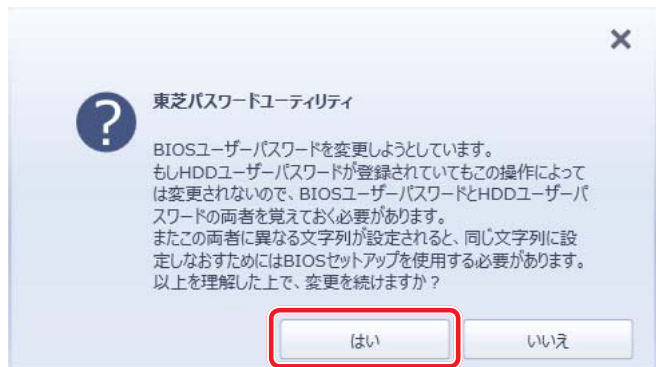 東芝パスワードユーティリティ
BIOSユーザーパスワードを変更しようとしています。
もしHDDユーザーパスワードが登録されていてもこの操作によって
は変更されないので、BIOSユーザーパスワードとHDDユーザーパ
スワードの両者を覚えておく必要があります。
またこの両者に異なる文字列が設定されると、同じ文字列に設
定しなおすためにはBIOSセットアップを使用する必要があります。
以上を理解した上で、変更を続けますか？
はい いいえ